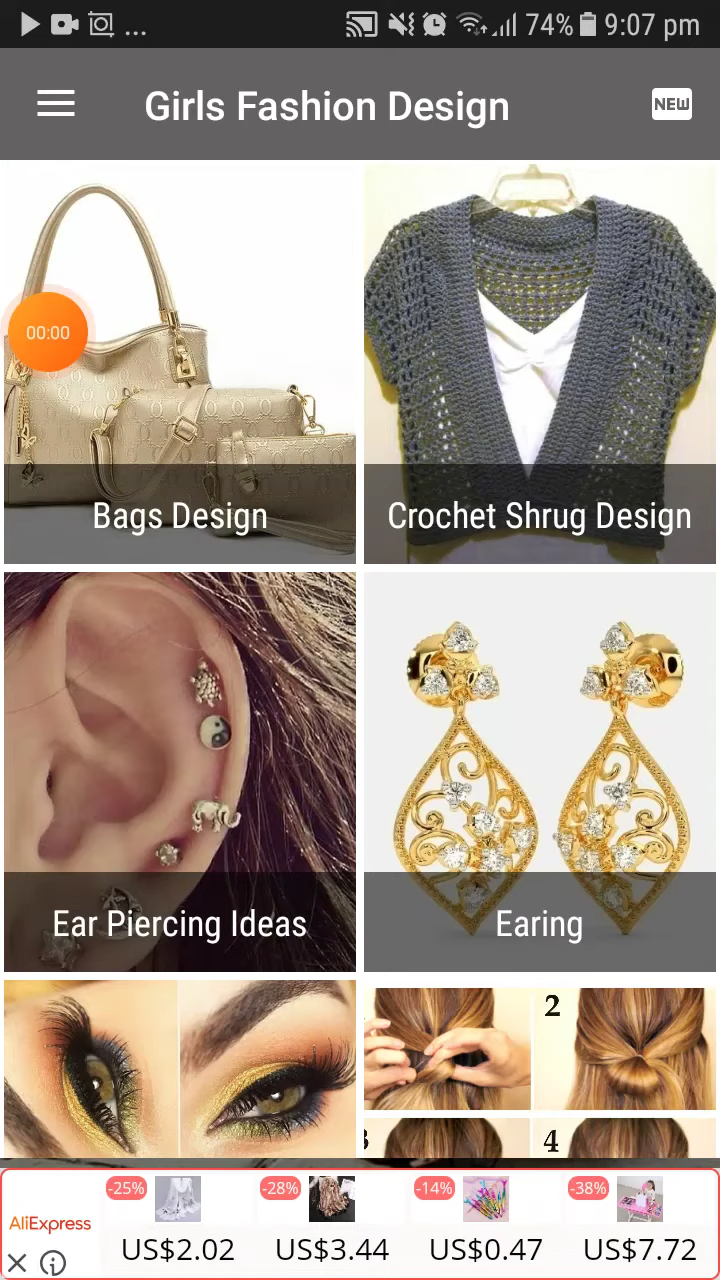 ... 74% 9:07 pm
Girls Fashion Design
NEW
00:00
Bags Design
Crochet Shrug Design
Ear Piercing Ideas
Earing
2
3
4
-25%
-28%
-14%
-38%
AliExpress
US$2.02
US$3.44
US$0.47
US$7.72